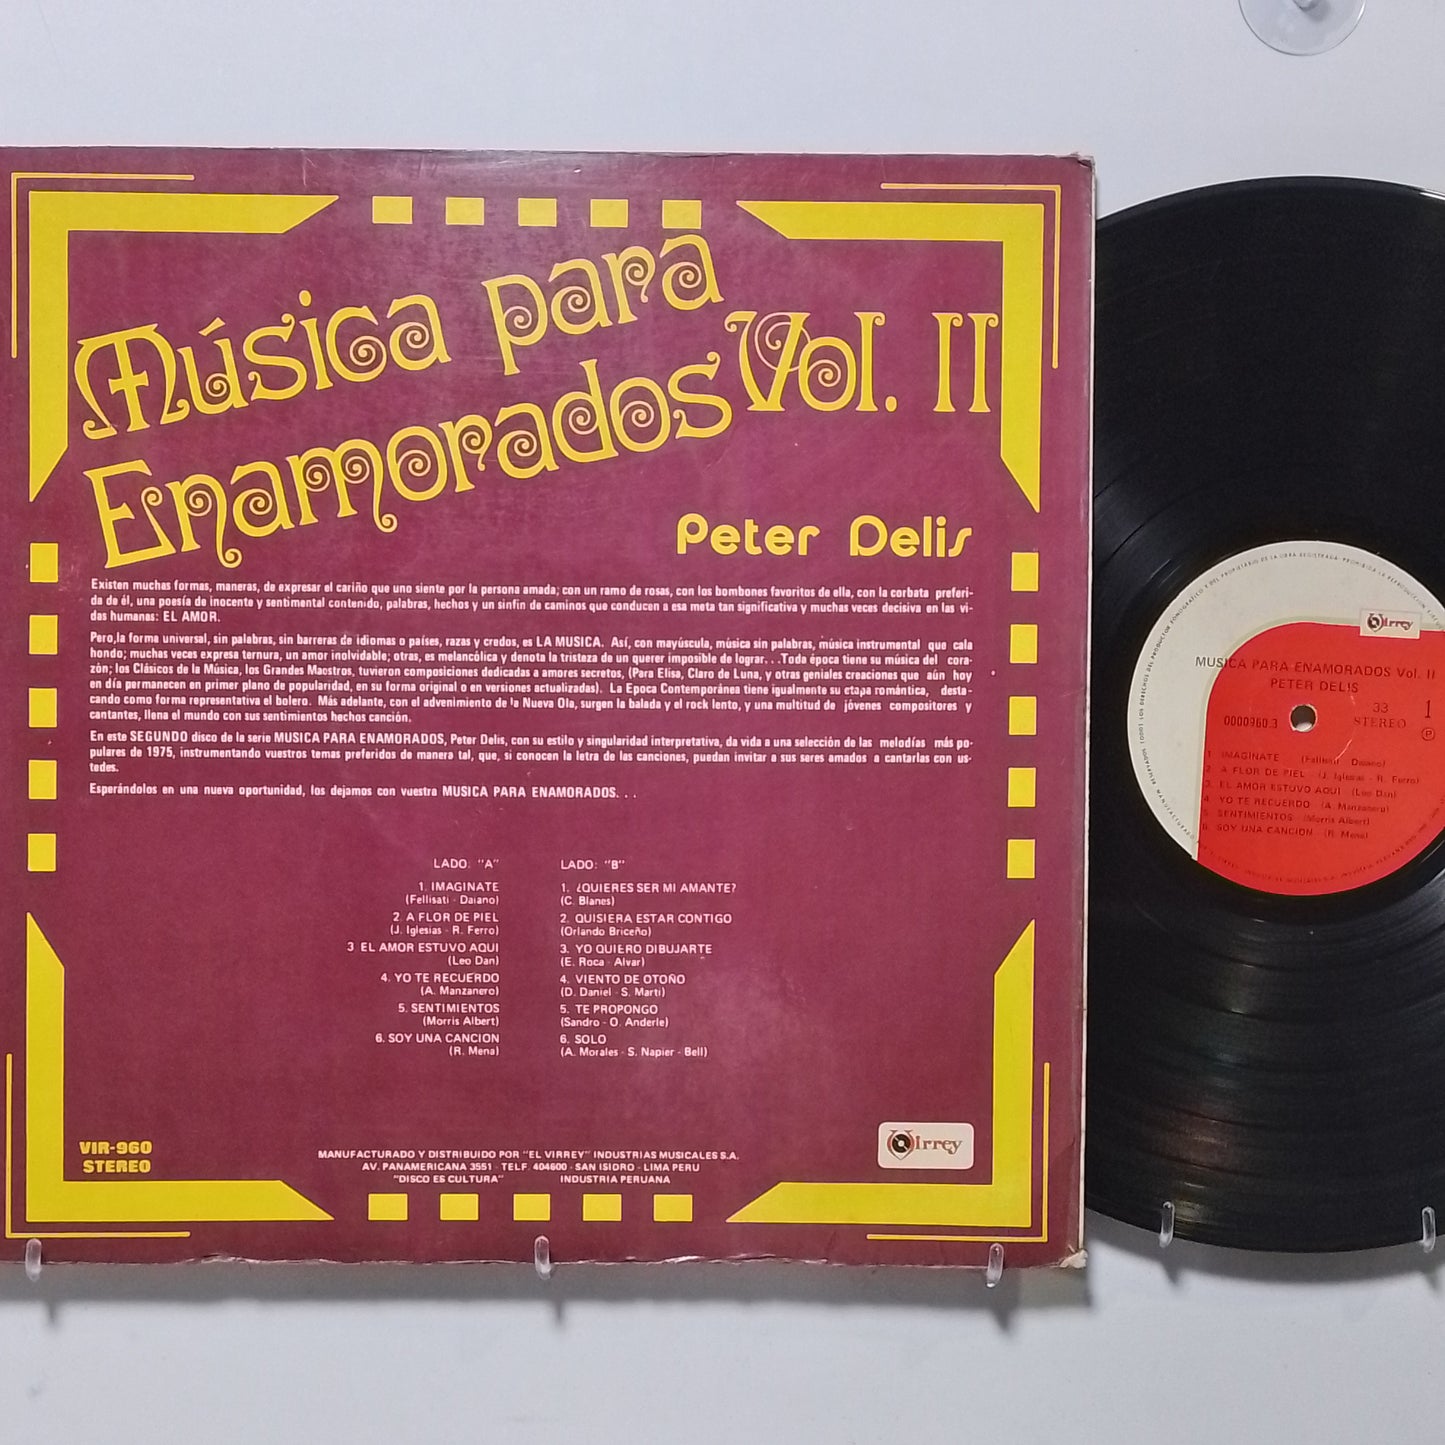 Música para
Enamorados Vol. II
Peter Delis
Existen muchas formas, maneras, de expresar el cariño que uno siente por la persona amada; con un ramo de rosas, con los bombones favoritos de ella, con la corbata preferi-
da de él, una poesía de inocente y sentimental contenido, palabras, hechos y un sinfin de caminos que conducen a esa meta tan significativa y muchas veces decisiva en las vi-
das humanas: EL AMOR.
Pero,la forma universal, sin palabras, sin barreras de idiomas o países, razas y credos, es LA MUSICA. Así, con mayúscula, música sin palabras, música instrumental que cala
hondo; muchas veces expresa ternura, un amor inolvidable; otras, es melancólica y denota la tristaza de un querer imposible de lograr. . .Toda época tiene su música del cora-
zón; los Clásicos de la Música, los Grandes Maestros, tuvieron composiciones dedicadas a amores secretos, (Para Elisa, Claro de Luna, y otras geniales creaciones que aún hoy
en día permanecen en primer plano de popularidad, en su forma original o en versiones actualizadas). La Epoca Contemporánea tiene igualmente su etapa romántica, desta-
cando como forma representativa el bolero. Más adelante, con el advenimiento de la Nueva Ola, surgen la balada y el rock lento, y una multitud de jóvenes compositores y
cantantes, llena el mundo con sus sentimientos hechos canción.
En este SEGUNDO disco de la serie MUSICA PARA ENAMORADOS, Peter Delis, con su estilo y singularidad interpretativa, da vida a una selección de las melodías más po-
pulares de 1975, instrumentando vuestros temas preferidos de manera tal, que, si conocen la letra de las canciones, puedan invitar a sus seres amados a cantarlas con us-
tedes.
Esperándolos en una nueva oportunidad, los dejamos con vuestra MUSICA PARA ENAMORADOS. . .
LADO: "A"
1. IMAGINATE
(Fellisati - Daiano)
2. A FLOR DE PIEL
(J. Iglesias - R. Ferro)
3 EL AMOR ESTUVO AQUI
(Leo Dan)
4. YO TE RECUERDO
(A. Manzanero)
5. SENTIMIENTOS
(Morris Albert)
6. SOY UNA CANCION
(R. Mena)
LADO: "B"
1. ¿QUIERES SER MI AMANTE?
(C. Blanes)
2. QUISIERA ESTAR CONTIGO
(Orlando Briceño)
3. YO QUIERO DIBUJARTE
(E. Roca - Alvar)
4. VIENTO DE OTOÑO
(D. Daniel - S. Marti)
5. TE PROPONGO
(Sandro - O. Anderle)
6. SOLO
(A. Morales - S. Napier - Bell)
VIR-960
STEREO
MANUFACTURADO Y DISTRIBUIDO POR "EL VIRREY" INDUSTRIAS MUSICALES S.A.
AV. PANAMERICANA 3551 - TELF. 404600 - SAN ISIDRO - LIMA PERU
"DISCO ES CULTURA" INDUSTRIA PERUANA
Virrey
Virrey
MUSICA PARA ENAMORADOS Vol. II
PETER DELIS
0000960.3
33
STEREO
1
P
1 IMAGINATE (Fellisati - Daiano)
2 A FLOR DE PIEL (J. Iglesias - R. Ferro)
3. EL AMOR ESTUVO AQUI (Leo Dan)
4 YO TE RECUERDO (A. Manzanero)
5. SENTIMIENTOS (Morris Albert)
6. SOY UNA CANCION (R. Mena)